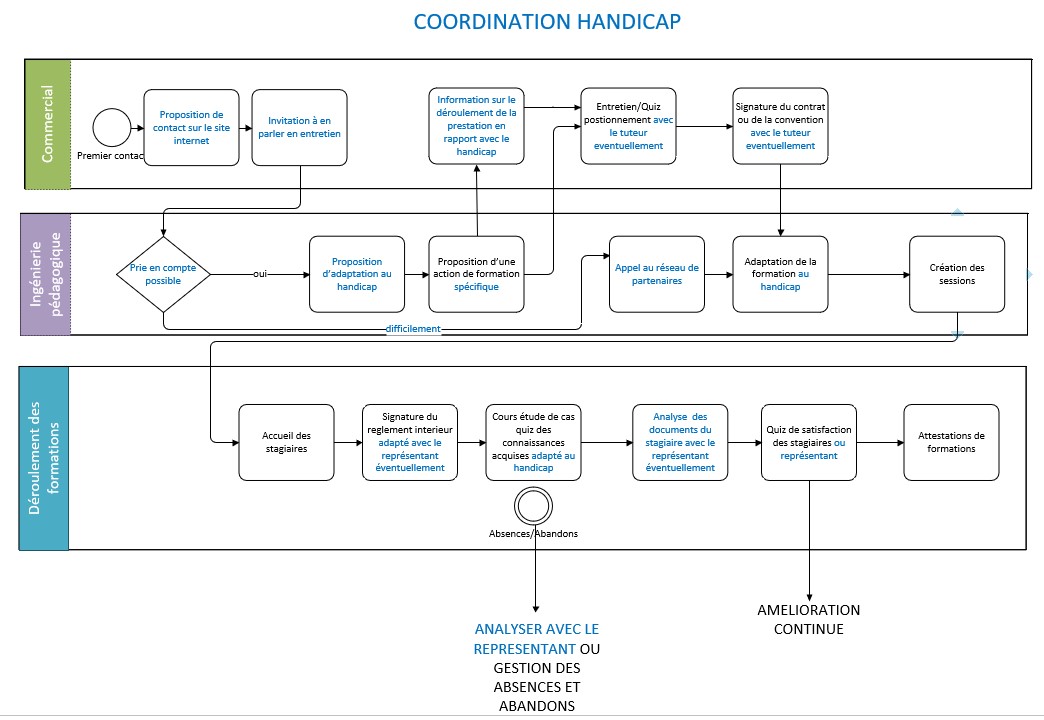 COORDINATION HANDICAP
Commercial
Premier contac
Proposition de
contact sur le site
internet
Invitation à en
parler en entretien
Information sur le
déroulement de la
prestation en
rapport avec le
handicap
Entretien/Quiz
postionnement avec
le tuteur
eventuellement
Signature du contrat
ou de la convention
avec le tuteur
eventuellement
Ingénierie
pédagogique
Prie en compte
possible
oui
difficilement
Proposition
d'adaptation au
handicap
Proposition d'une
action de formation
spécifique
Appel au réseau de
partenaires
Adaptation de la
formation au
handicap
Création des
sessions
Déroulement des
formations
Accueil des
stagiaires
Signature du
reglement interieur
adapté avec le
représentant
éventuellement
Cours étude de cas
quiz des
connaissances
acquises adapté au
handicap
Analyse des
documents du
stagiaire avec le
représentant
éventuellement
Quiz de satisfaction
des stagiaires ou
représentant
Attestations de
formations
Absences/Abandons
ANALYSER AVEC LE
REPRESENTANT OU
GESTION DES
ABSENCES ET
ABANDONS
AMELIORATION
CONTINUE